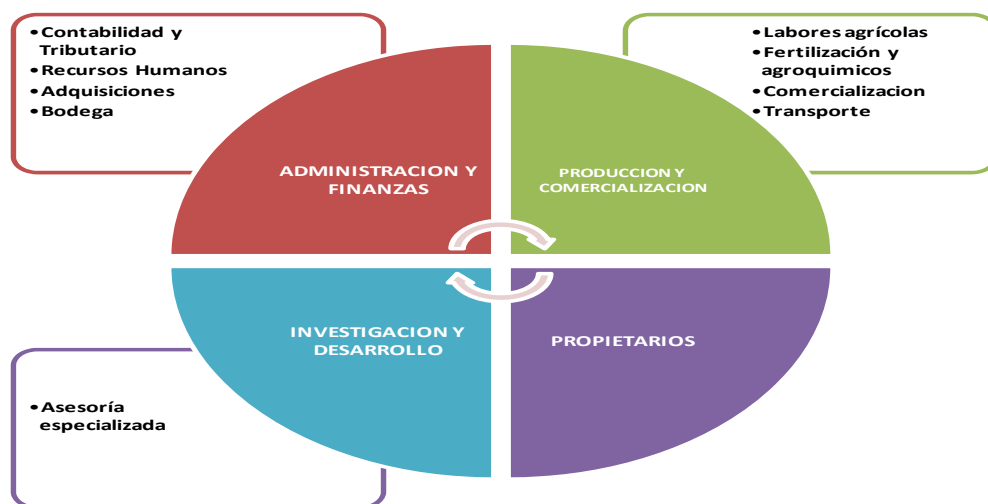 •Contabilidad y
Tributario
•Recursos Humanos
•Adquisiciones
•Bodega
•Labores agrícolas
•Fertilización y
agroquimicos
•Comercializacion
•Transporte
ADMINISTRACION Y
FINANZAS
PRODUCCION Y
COMERCIALIZACION
INVESTIGACION Y
DESARROLLO
PROPIETARIOS
•Asesoría
especializada